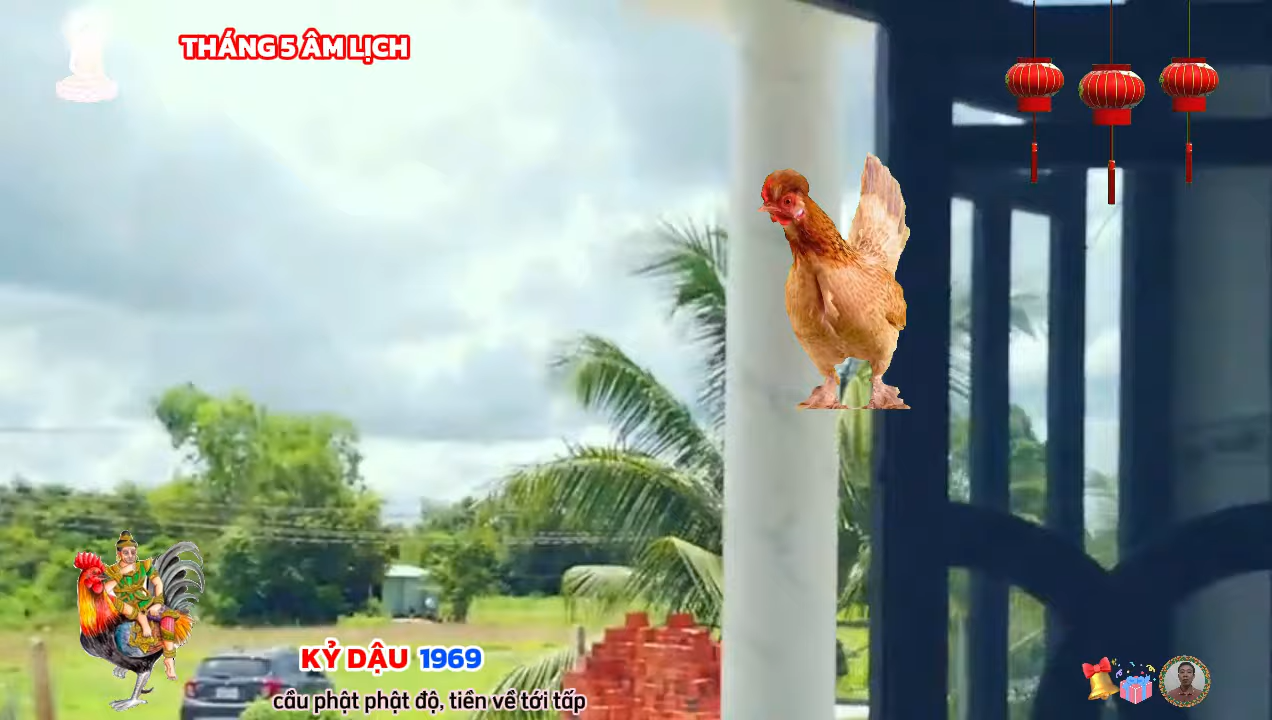 THÁNG 5 ÂM LỊCH
KỶ DẬU 1969
cầu phật phật độ, tiền về tới tấp